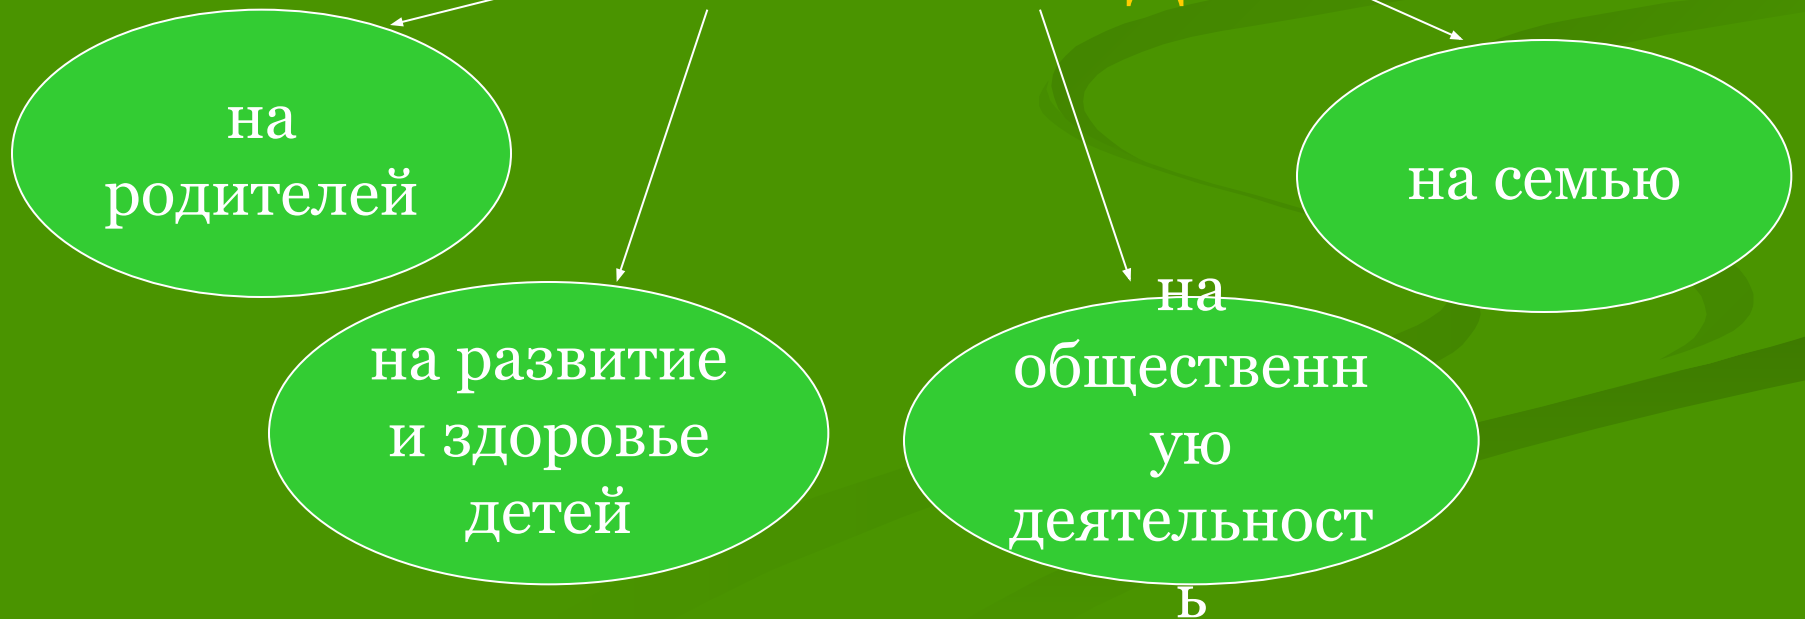 на
родителей
на семью
на развитие
и здоровье
детей
на
общественн
ую
деятельност
ь